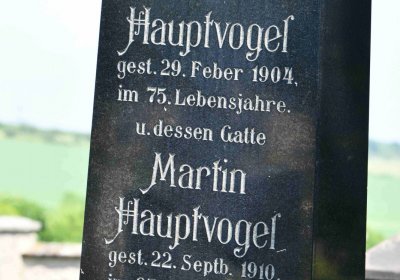 Hauptvogel
gest. 29. Feber 1904.
im 75. Lebensjahre.
u. dessen Gatte
Martin
Hauptvogel
gest. 22. Septb. 1910.